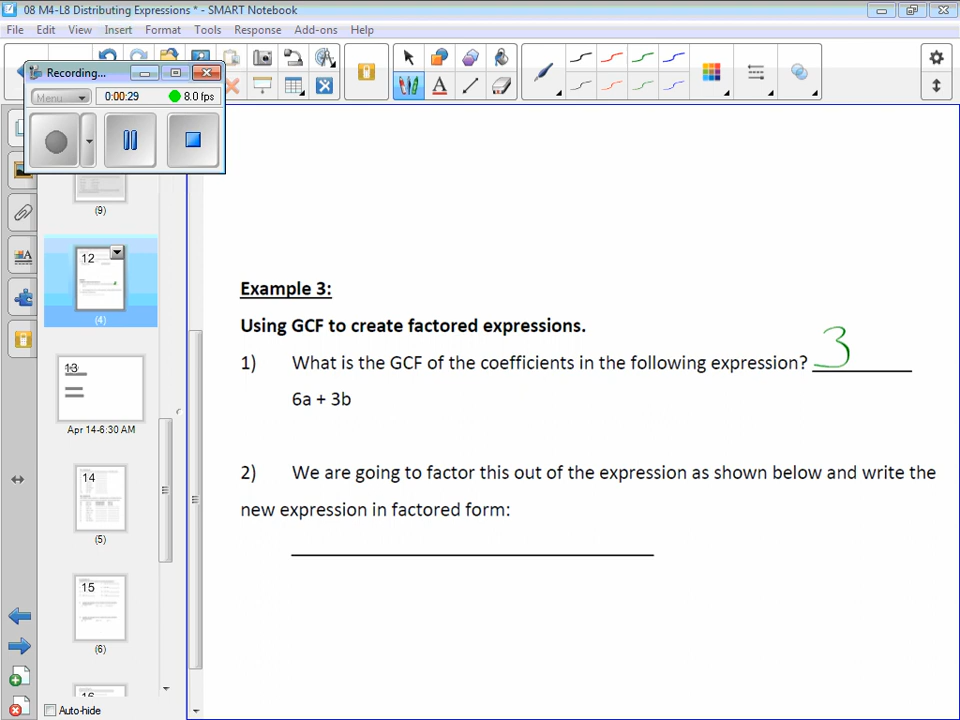 08 M4-L8 Distributing Expressions * - SMART Notebook
File Edit View Insert Format Tools Response Add-ons Help
Recording...
Menu 0:00:29 8.0 fps
(9)
12
(4)
13
Apr 14-6:30 AM
14
(5)
15
(6)
16
Auto-hide
Example 3:
Using GCF to create factored expressions.
1) What is the GCF of the coefficients in the following expression? 3
6a + 3b
2) We are going to factor this out of the expression as shown below and write the
new expression in factored form: